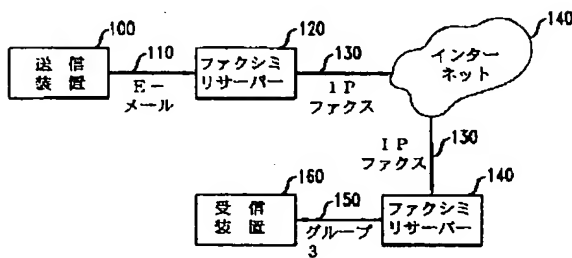 100
送信
装置
110
E－
メール
120
ファクシミ
リサーバー
130
IP
ファクス
140
インター
ネット
IP
ファクス
130
140
ファクシミ
リサーバー
150
グループ
3
160
受信
装置